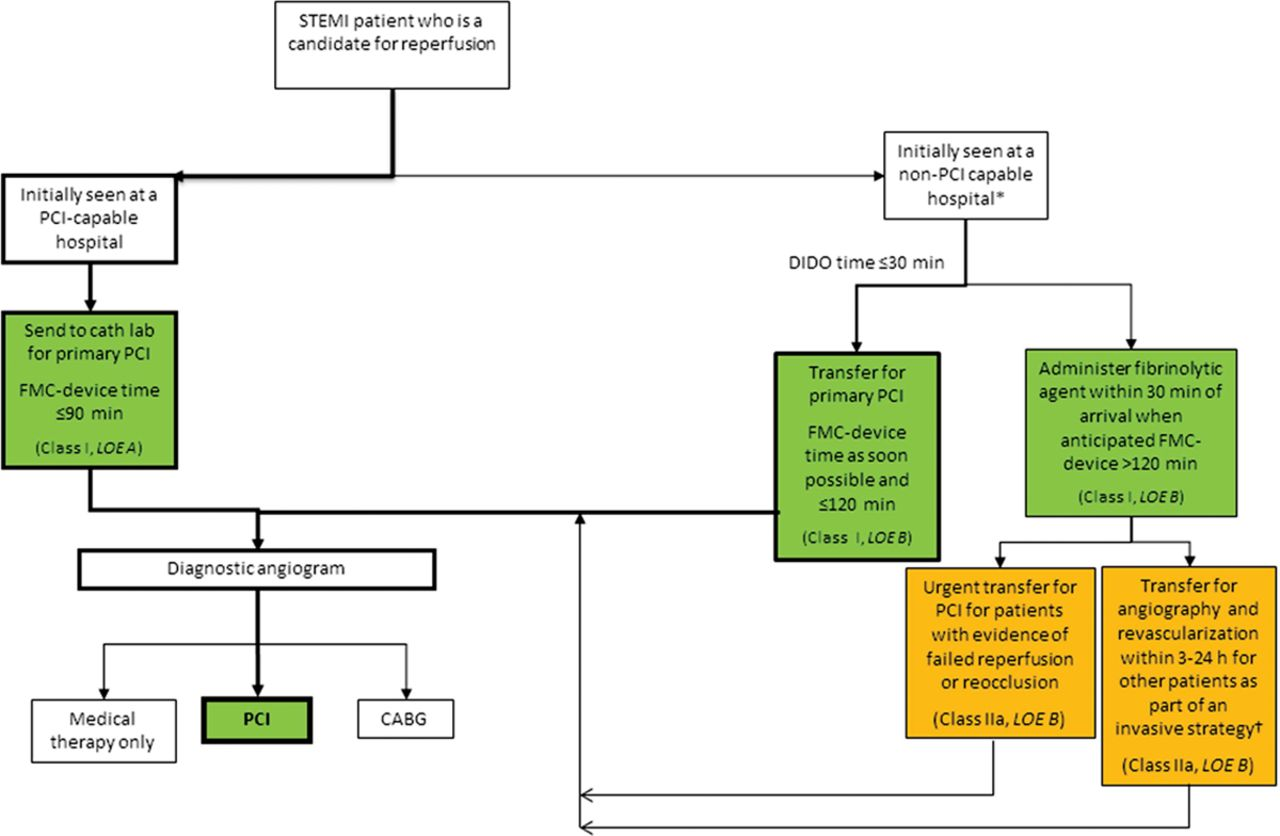 STEMI patient who is a
candidate for reperfusion
Initially seen at a
PCI-capable
hospital
Initially seen at a
non-PCI capable
hospital*
DIDO time ≤30 min
Send to cath lab
for primary PCI
FMC-device time
≤90 min
(Class I, LOE A)
Transfer for
primary PCI
FMC-device
time as soon
possible and
≤120 min
(Class I, LOE B)
Administer fibrinolytic
agent within 30 min of
arrival when
anticipated FMC-
device >120 min
(Class I, LOE B)
Diagnostic angiogram
Urgent transfer for
PCI for patients
with evidence of
failed reperfusion
or reocclusion
(Class IIa, LOE B)
Transfer for
angiography and
revascularization
within 3-24 h for
other patients as
part of an
invasive strategy†
(Class IIa, LOE B)
Medical
therapy only
PCI
CABG